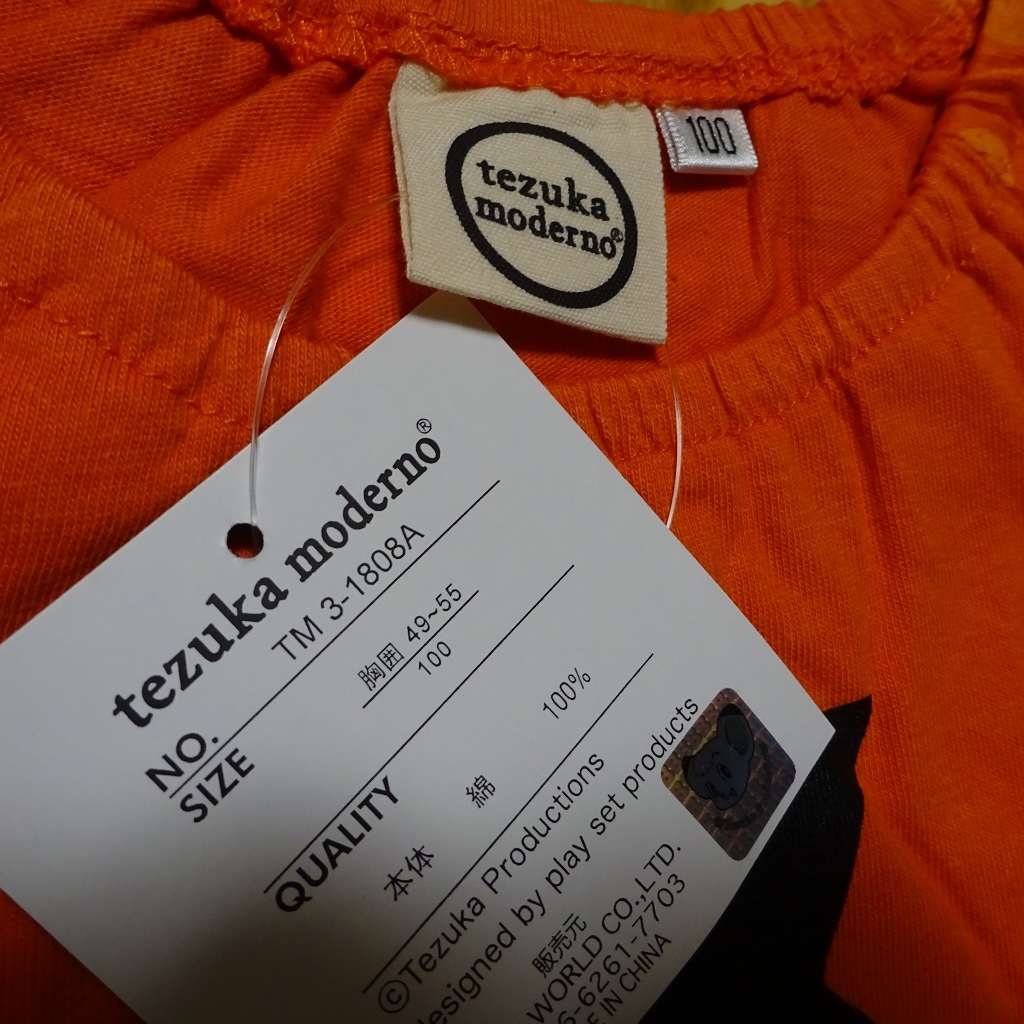 tezuka
moderno®
100
tezuka moderno®
NO. TM 3-1808A
SIZE 胸囲 49~55
100
QUALITY
本体 綿 100%
©Tezuka Productions
designed by play set products
販売元
WORLD CO.,LTD.
6-6261-7703
IN CHINA